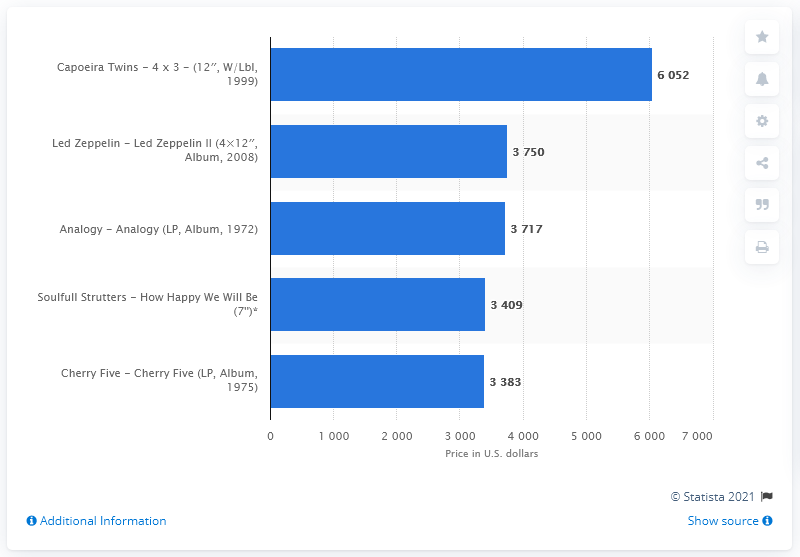 Capoeira Twins – 4 x 3 – (12″, W/Lbl,
1999)
6 052
Led Zeppelin – Led Zeppelin II (4×12″,
Album, 2008)
3 750
Analogy – Analogy (LP, Album, 1972)
3 717
Soulfull Strutters – How Happy We Will Be
(7")*
3 409
Cherry Five – Cherry Five (LP, Album,
1975)
3 383
0 1 000 2 000 3 000 4 000 5 000 6 000 7 000
Price in U.S. dollars
© Statista 2021
Additional Information
Show source